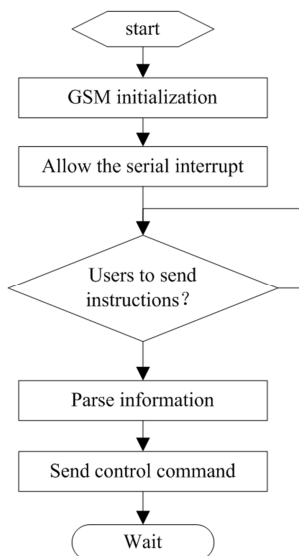 start
GSM initialization
Allow the serial interrupt
Users to send
instructions?
Parse information
Send control command
Wait